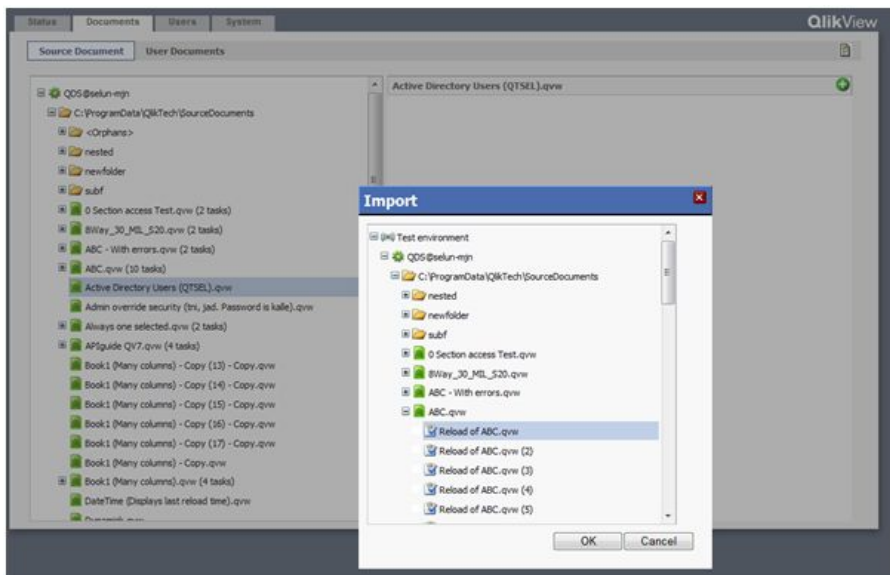 Status Documents Users System
QlikView
Source Document User Documents
QDS@selun-mjn
C:\ProgramData\QlikTech\SourceDocuments
<Orphans>
nested
newfolder
subf
0 Section access Test.qvw (2 tasks)
8Way_30_MIL_S20.qvw (2 tasks)
ABC - With errors.qvw (2 tasks)
ABC.qvw (10 tasks)
Active Directory Users (QTSEL).qvw
Admin override security (tni, jad. Password is kalle).qvw
Always one selected.qvw (2 tasks)
APIguide QV7.qvw (4 tasks)
Book1 (Many columns) - Copy (13) - Copy.qvw
Book1 (Many columns) - Copy (14) - Copy.qvw
Book1 (Many columns) - Copy (15) - Copy.qvw
Book1 (Many columns) - Copy (16) - Copy.qvw
Book1 (Many columns) - Copy (17) - Copy.qvw
Book1 (Many columns) - Copy.qvw
Book1 (Many columns).qvw (4 tasks)
DateTime (Displays last reload time).qvw
Active Directory Users (QTSEL).qvw
Import
Test environment
QDS@selun-mjn
C:\ProgramData\QlikTech\SourceDocuments
nested
newfolder
subf
0 Section access Test.qvw
8Way_30_MIL_S20.qvw
ABC - With errors.qvw
ABC.qvw
Reload of ABC.qvw
Reload of ABC.qvw (2)
Reload of ABC.qvw (3)
Reload of ABC.qvw (4)
Reload of ABC.qvw (5)
OK Cancel